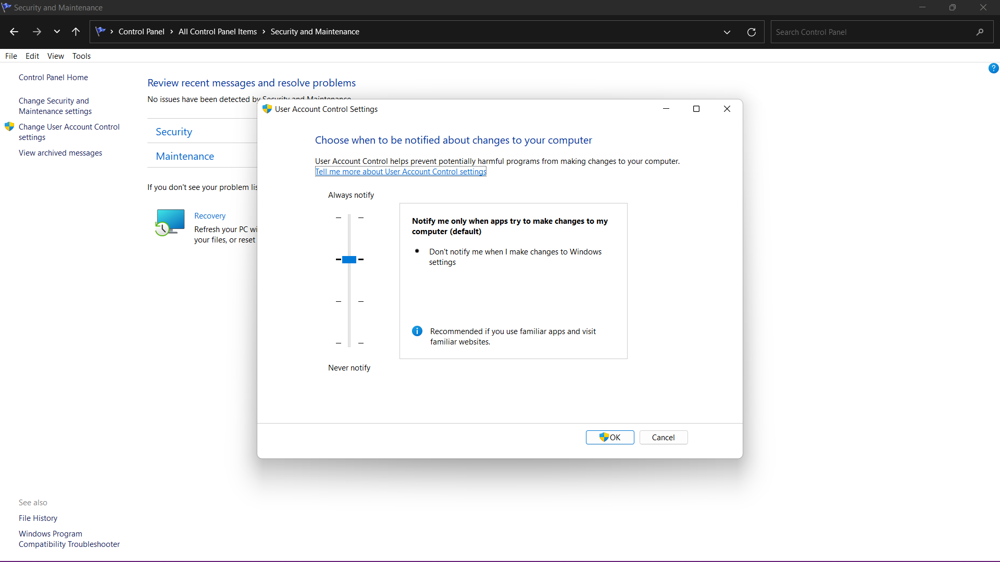 Security and Maintenance
Control Panel
All Control Panel Items
Security and Maintenance
Search Control Panel
File
Edit
View
Tools
Control Panel Home
Change Security and
Maintenance settings
Change User Account Control
settings
View archived messages
Review recent messages and resolve problems
No issues have been detected by Security and Maintenance
Security
Maintenance
If you don't see your problem
Recovery
Refresh your PC
your files, or reset
User Account Control Settings
Choose when to be notified about changes to your computer
User Account Control helps prevent potentially harmful programs from making changes to your computer.
Tell me more about User Account Control settings
Always notify
Notify me only when apps try to make changes to my
computer (default)
Don't notify me when I make changes to Windows
settings
Recommended if you use familiar apps and visit
familiar websites.
Never notify
OK
Cancel
See also
File History
Windows Program
Compatibility Troubleshooter